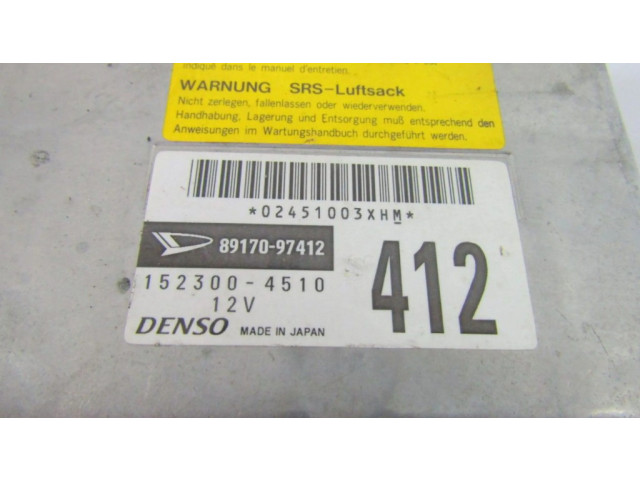 indiqué dans le manuel d'entretien.
WARNUNG SRS-Luftsack
Nicht zerlegen, fallenlassen oder wiederverwenden.
Handhabung, Lagerung und Entsorgung muß entsprechend den
Anweisungen im Wartungshandbuch durchgeführt werden.
*02451003XHM*
89170-97412
412
152300-4510
12V
DENSO MADE IN JAPAN